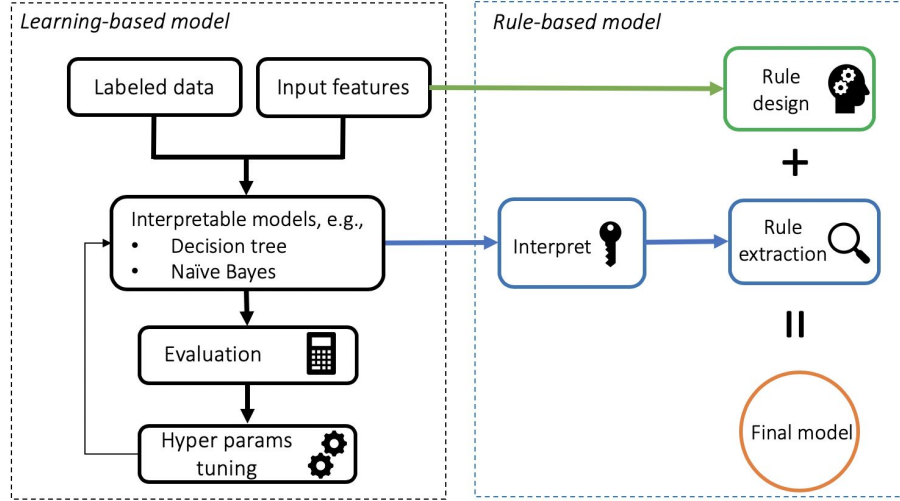 Learning-based model
Rule-based model
Labeled data
Input features
Rule
design
+
Interpretable models, e.g.,
• Decision tree
• Naïve Bayes
Interpret
Rule
extraction
=
Evaluation
Hyper params
tuning
Final model